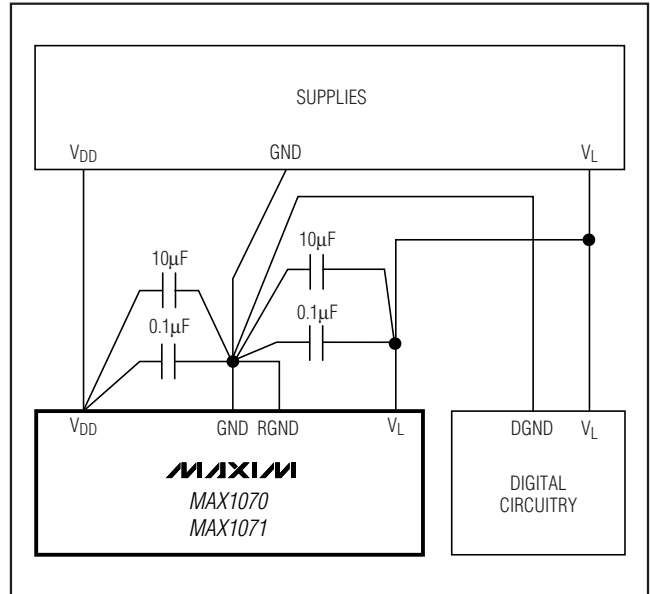 SUPPLIES
VDD GND VL
10μF 10μF
0.1μF 0.1μF
VDD GND RGND VL DGND VL
MAXIM
MAX1070
MAX1071
DIGITAL
CIRCUITRY